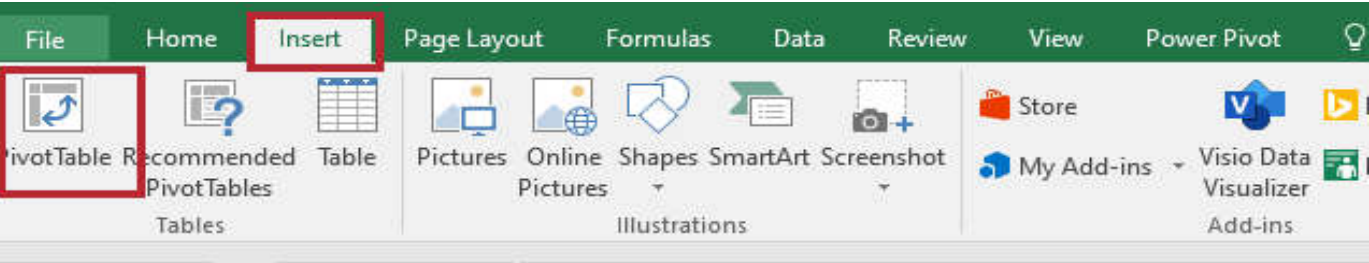 File Home Insert Page Layout Formulas Data Review View Power Pivot
PivotTable Recommended PivotTables Table Pictures Online Pictures Shapes SmartArt Screenshot Store My Add-ins Visio Data Visualizer
Tables Illustrations Add-ins